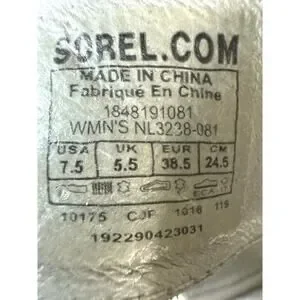 SOREL.COM
MADE IN CHINA
Fabriqué En Chine
1848191081
WMN'S NL3238-081
USA UK EUR CM
7.5 5.5 38.5 24.5
ECA
10175 CJF 1016 119
192290423031